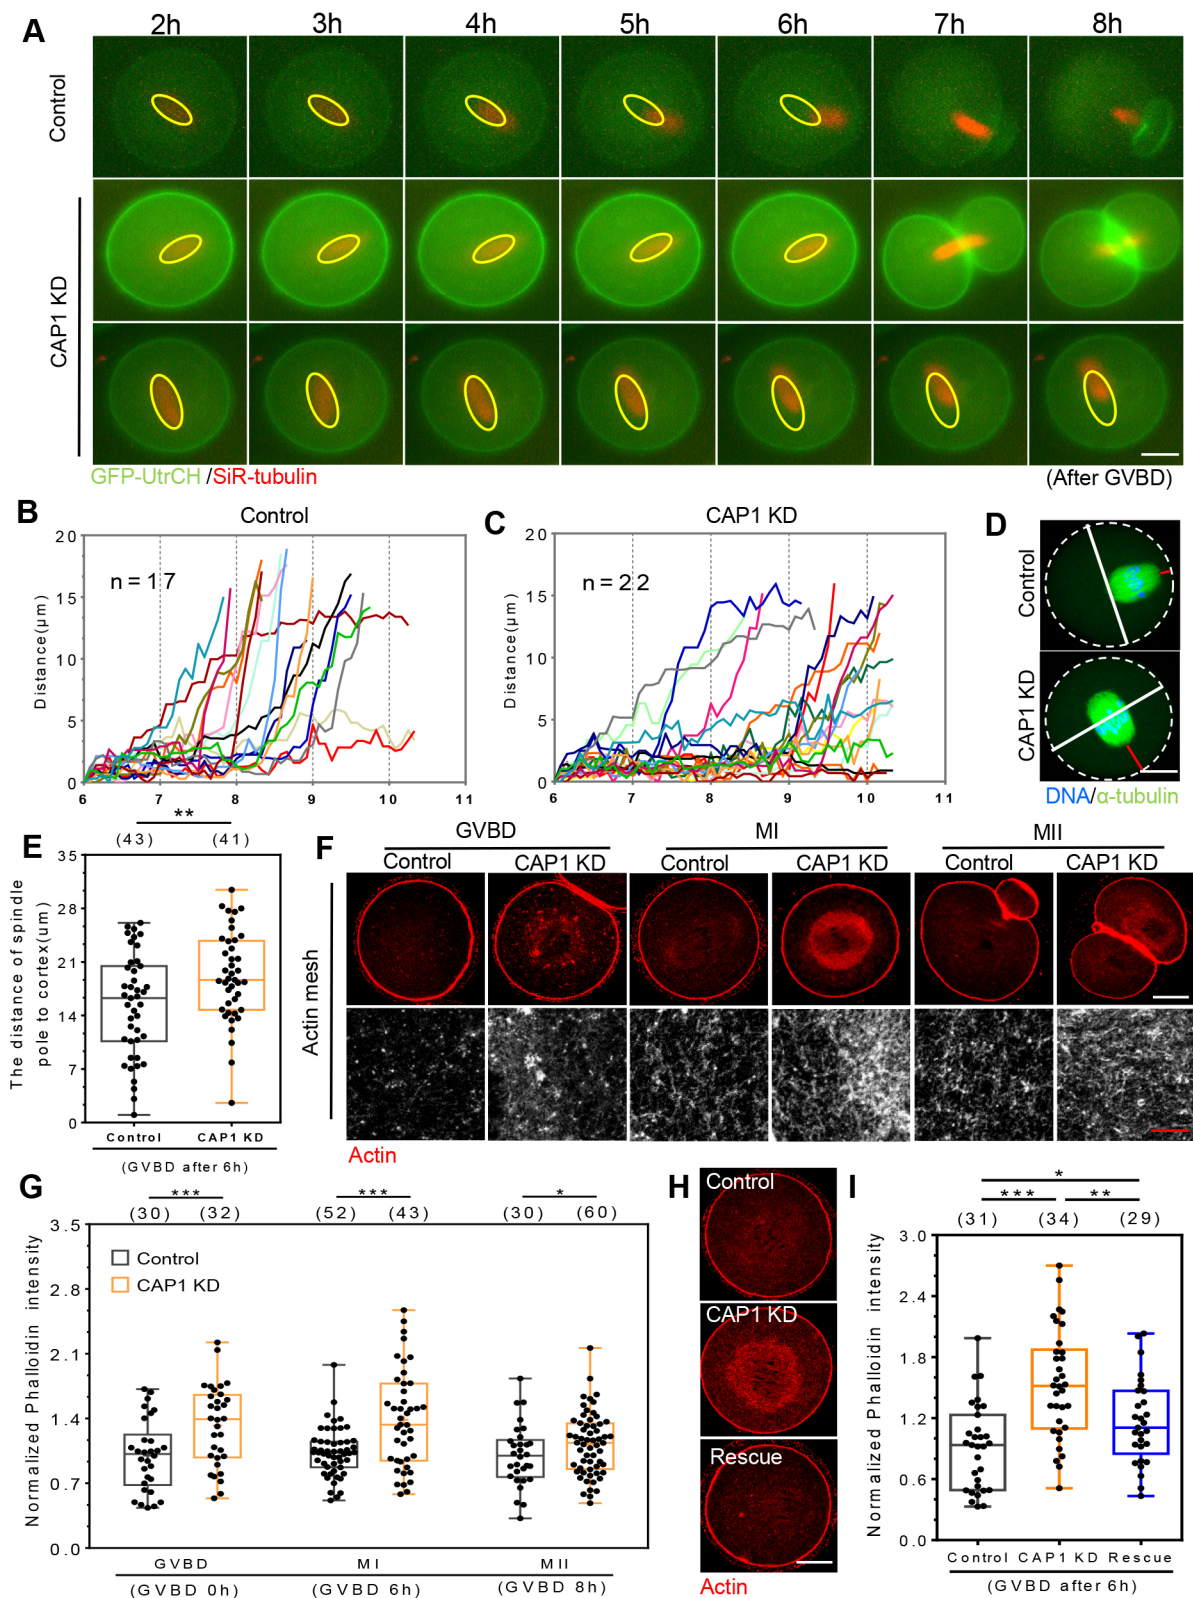 A
2h 3h 4h 5h 6h 7h 8h
Control
CAP1 KD
GFP-UtrCH /SiR-tubulin
(After GVBD)
B
Control
n=17
Distance(μm)
20
15
10
5
0
6 7 8 9 10 11
C
CAP1 KD
n=22
Distance(μm)
20
15
10
5
0
6 7 8 9 10 11
D
Control
CAP1 KD
DNA/α-tubulin
E
**
(43) (41)
The distance of spindle
pole to cortex(um)
35
28
21
14
7
0
Control CAP1 KD
(GVBD after 6h)
F
GVBD MI MII
Control CAP1 KD Control CAP1 KD Control CAP1 KD
Actin mesh
Actin
G
*** *** *
(30) (32) (52) (43) (30) (60)
Normalized Phalloidin intensity
3.5
2.8
2.1
1.4
0.7
0.0
Control
CAP1 KD
GVBD MI MII
(GVBD 0h) (GVBD 6h) (GVBD 8h)
H
Control
CAP1 KD
Rescue
Actin
I
*
*** **
(31) (34) (29)
Normalized Phalloidin intensity
3.0
2.4
1.8
1.2
0.6
0.0
Control CAP1 KD Rescue
(GVBD after 6h)